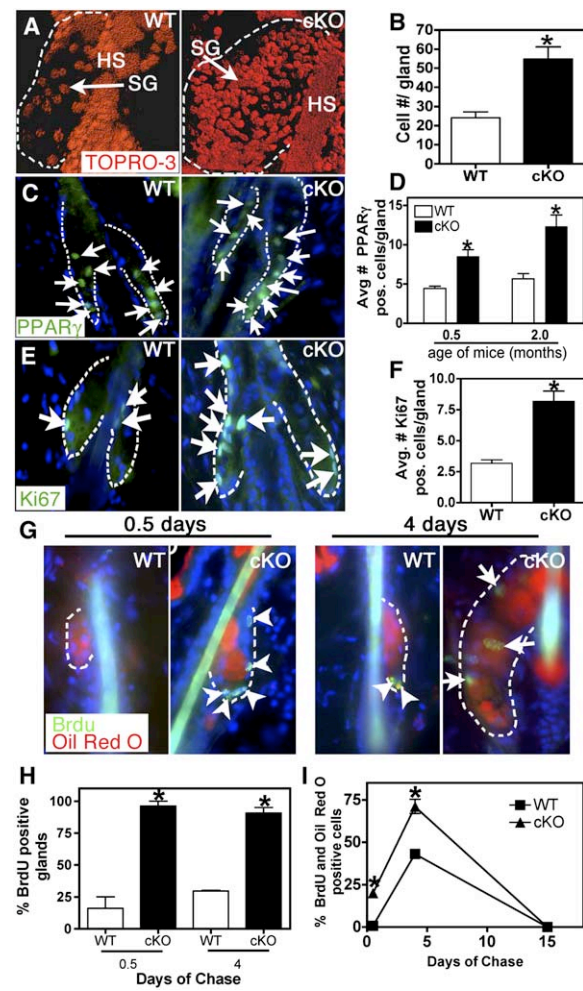 A
WT
HS
SG
TOPRO-3
cKO
SG
HS
B
Cell #/ gland
70
60
50
40
30
20
10
0
*
WT
cKO
C
WT
cKO
PPARγ
D
Avg # PPARγ
pos. cells/gland
WT
cKO
15
10
5
0
*
*
0.5
2.0
age of mice (months)
E
WT
cKO
Ki67
F
Avg. # Ki67
pos. cells/gland
10.0
7.5
5.0
2.5
0.0
*
WT
cKO
G
0.5 days
4 days
WT
cKO
WT
cKO
Brdu
Oil Red O
H
% BrdU positive
glands
100
75
50
25
0
*
*
WT
cKO
WT
cKO
0.5
4
Days of Chase
I
% BrdU and Oil Red O
positive cells
75
50
25
0
*
*
WT
cKO
0
5
10
15
Days of Chase